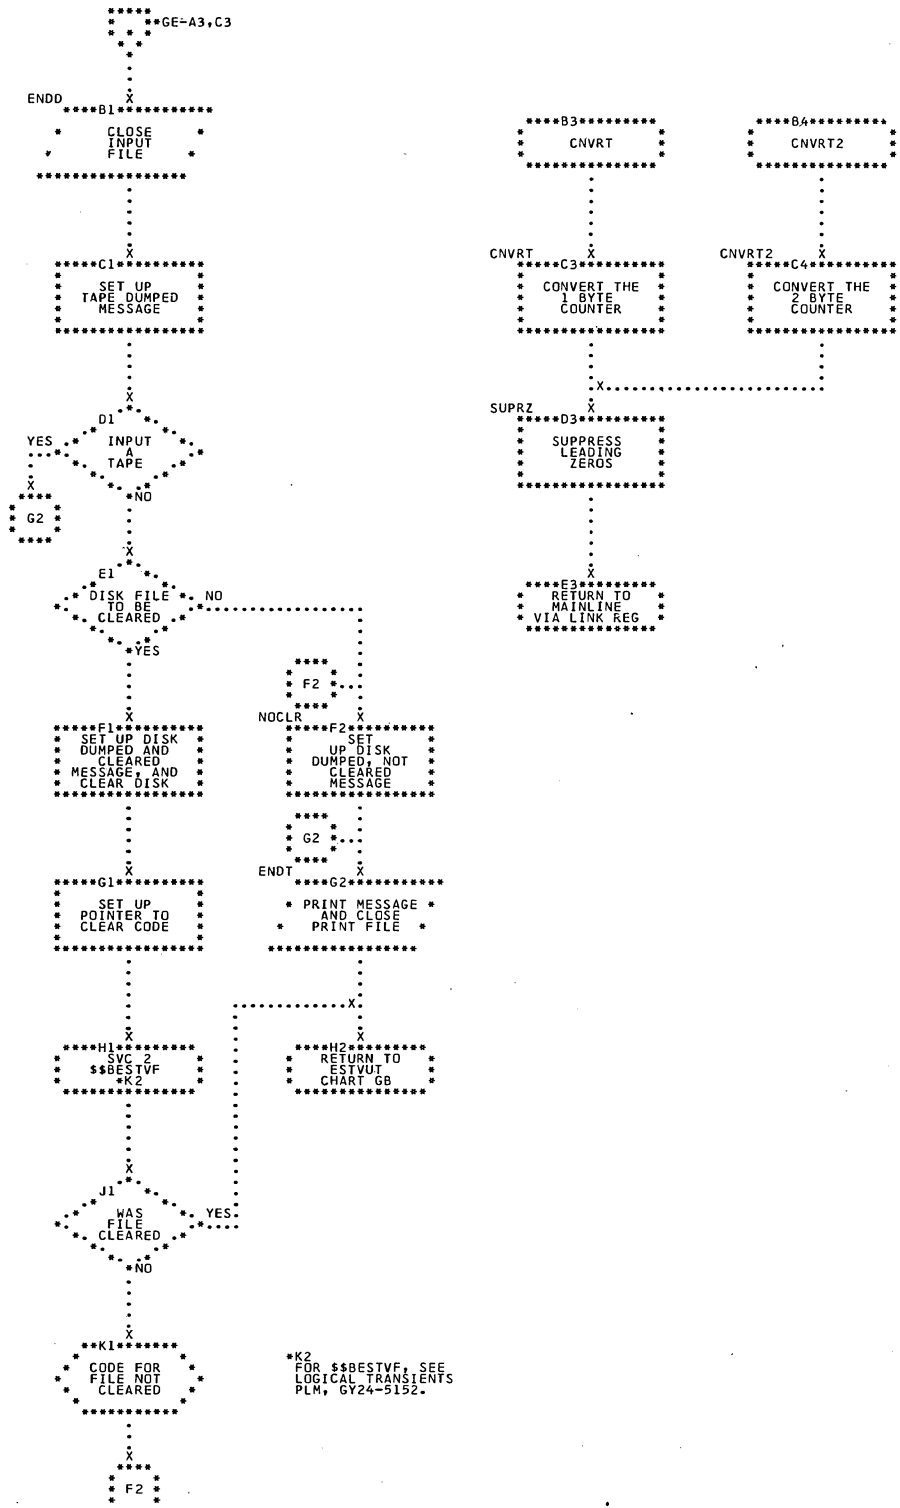 GE-A3,C3
ENDD
B1
CLOSE
INPUT
FILE
C1
SET UP
TAPE DUMPED
MESSAGE
D1
INPUT
A
TAPE
YES
NO
G2
E1
DISK FILE
TO BE
CLEARED
NO
YES
F1
SET UP DISK
DUMPED AND
CLEARED
MESSAGE, AND
CLEAR DISK
G1
SET UP
POINTER TO
CLEAR CODE
H1
SVC 2
$$BESTVF
*K2
J1
WAS
FILE
CLEARED
YES
NO
K1
CODE FOR
FILE NOT
CLEARED
F2
F2
NOCLR
F2
SET
UP DISK
DUMPED, NOT
CLEARED
MESSAGE
G2
ENDT
G2
PRINT MESSAGE
AND CLOSE
PRINT FILE
H2
RETURN TO
ESTVUT
CHART GB
*K2
FOR $$BESTVF, SEE
LOGICAL TRANSIENTS
PLM, GY24-5152.
B3
CNVRT
CNVRT
C3
CONVERT THE
1 BYTE
COUNTER
SUPRZ
D3
SUPPRESS
LEADING
ZEROS
E3
RETURN TO
MAINLINE
VIA LINK REG
B4
CNVRT2
CNVRT2
C4
CONVERT THE
2 BYTE
COUNTER